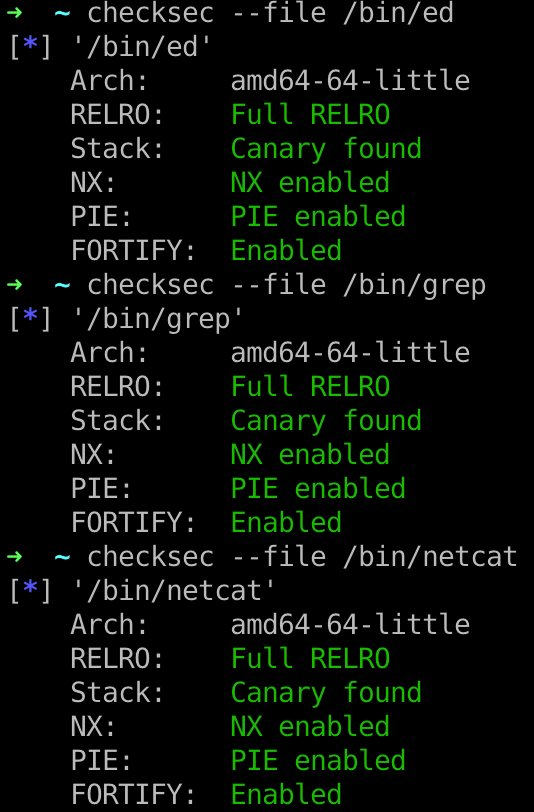 ➜  ~ checksec --file /bin/ed
[*] '/bin/ed'
    Arch:     amd64-64-little
    RELRO:    Full RELRO
    Stack:    Canary found
    NX:       NX enabled
    PIE:      PIE enabled
    FORTIFY:  Enabled
➜  ~ checksec --file /bin/grep
[*] '/bin/grep'
    Arch:     amd64-64-little
    RELRO:    Full RELRO
    Stack:    Canary found
    NX:       NX enabled
    PIE:      PIE enabled
    FORTIFY:  Enabled
➜  ~ checksec --file /bin/netcat
[*] '/bin/netcat'
    Arch:     amd64-64-little
    RELRO:    Full RELRO
    Stack:    Canary found
    NX:       NX enabled
    PIE:      PIE enabled
    FORTIFY:  Enabled